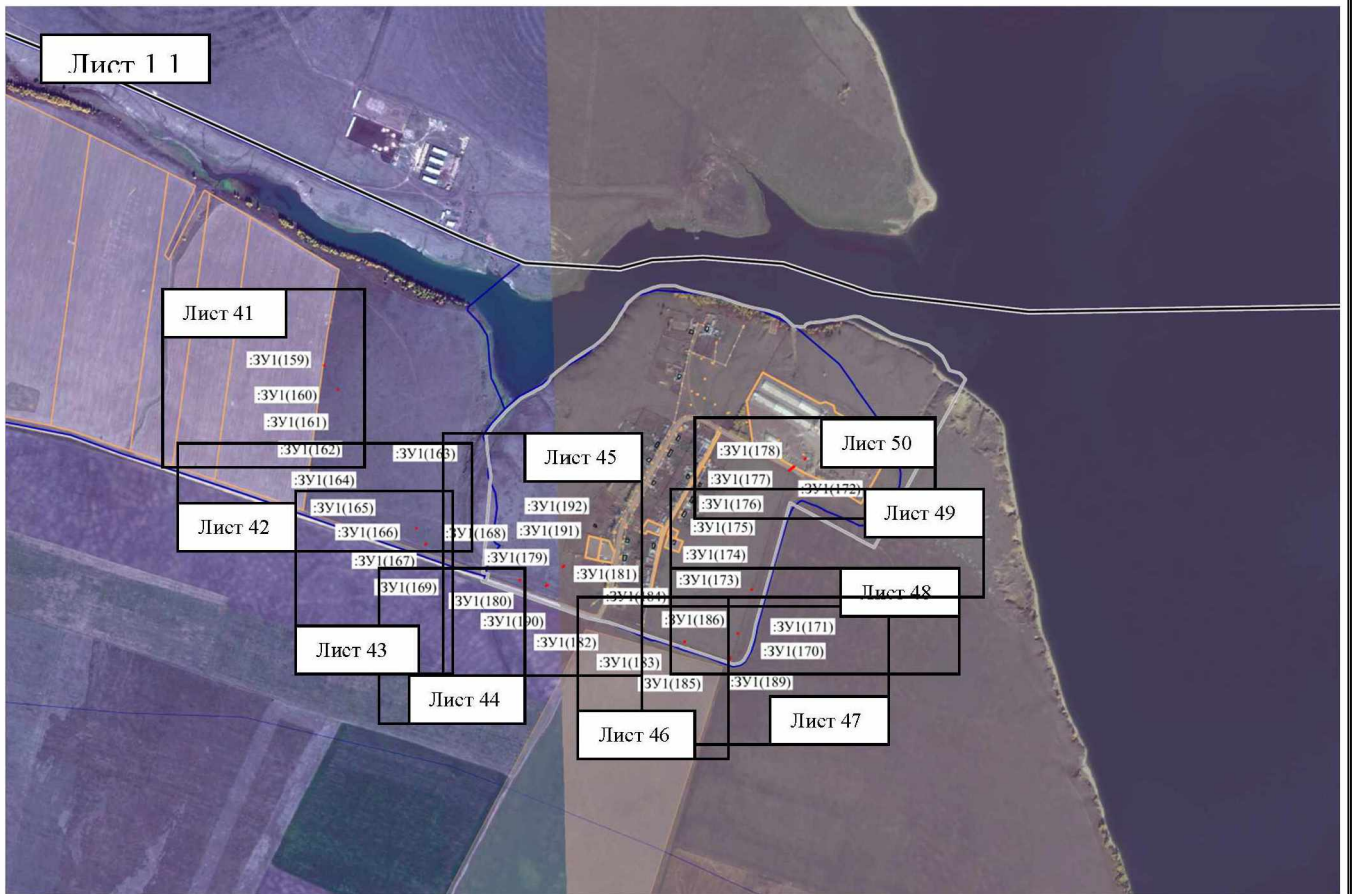 Лист 1 1
Лист 41
:ЗУ1(159)
:ЗУ1(160)
:ЗУ1(161)
:ЗУ1(162)
:ЗУ1(163)
:ЗУ1(164)
:ЗУ1(165)
:ЗУ1(166)
Лист 42
:ЗУ1(167)
:ЗУ1(168)
:ЗУ1(169)
Лист 43
Лист 44
Лист 45
:ЗУ1(192)
:ЗУ1(191)
:ЗУ1(179)
:ЗУ1(180)
:ЗУ1(181)
:ЗУ1(184)
:ЗУ1(190)
:ЗУ1(182)
:ЗУ1(183)
:ЗУ1(185)
:ЗУ1(186)
Лист 46
Лист 50
:ЗУ1(178)
:ЗУ1(177)
:ЗУ1(172)
:ЗУ1(176)
Лист 49
:ЗУ1(175)
:ЗУ1(174)
:ЗУ1(173)
Лист 48
:ЗУ1(171)
:ЗУ1(170)
:ЗУ1(189)
Лист 47